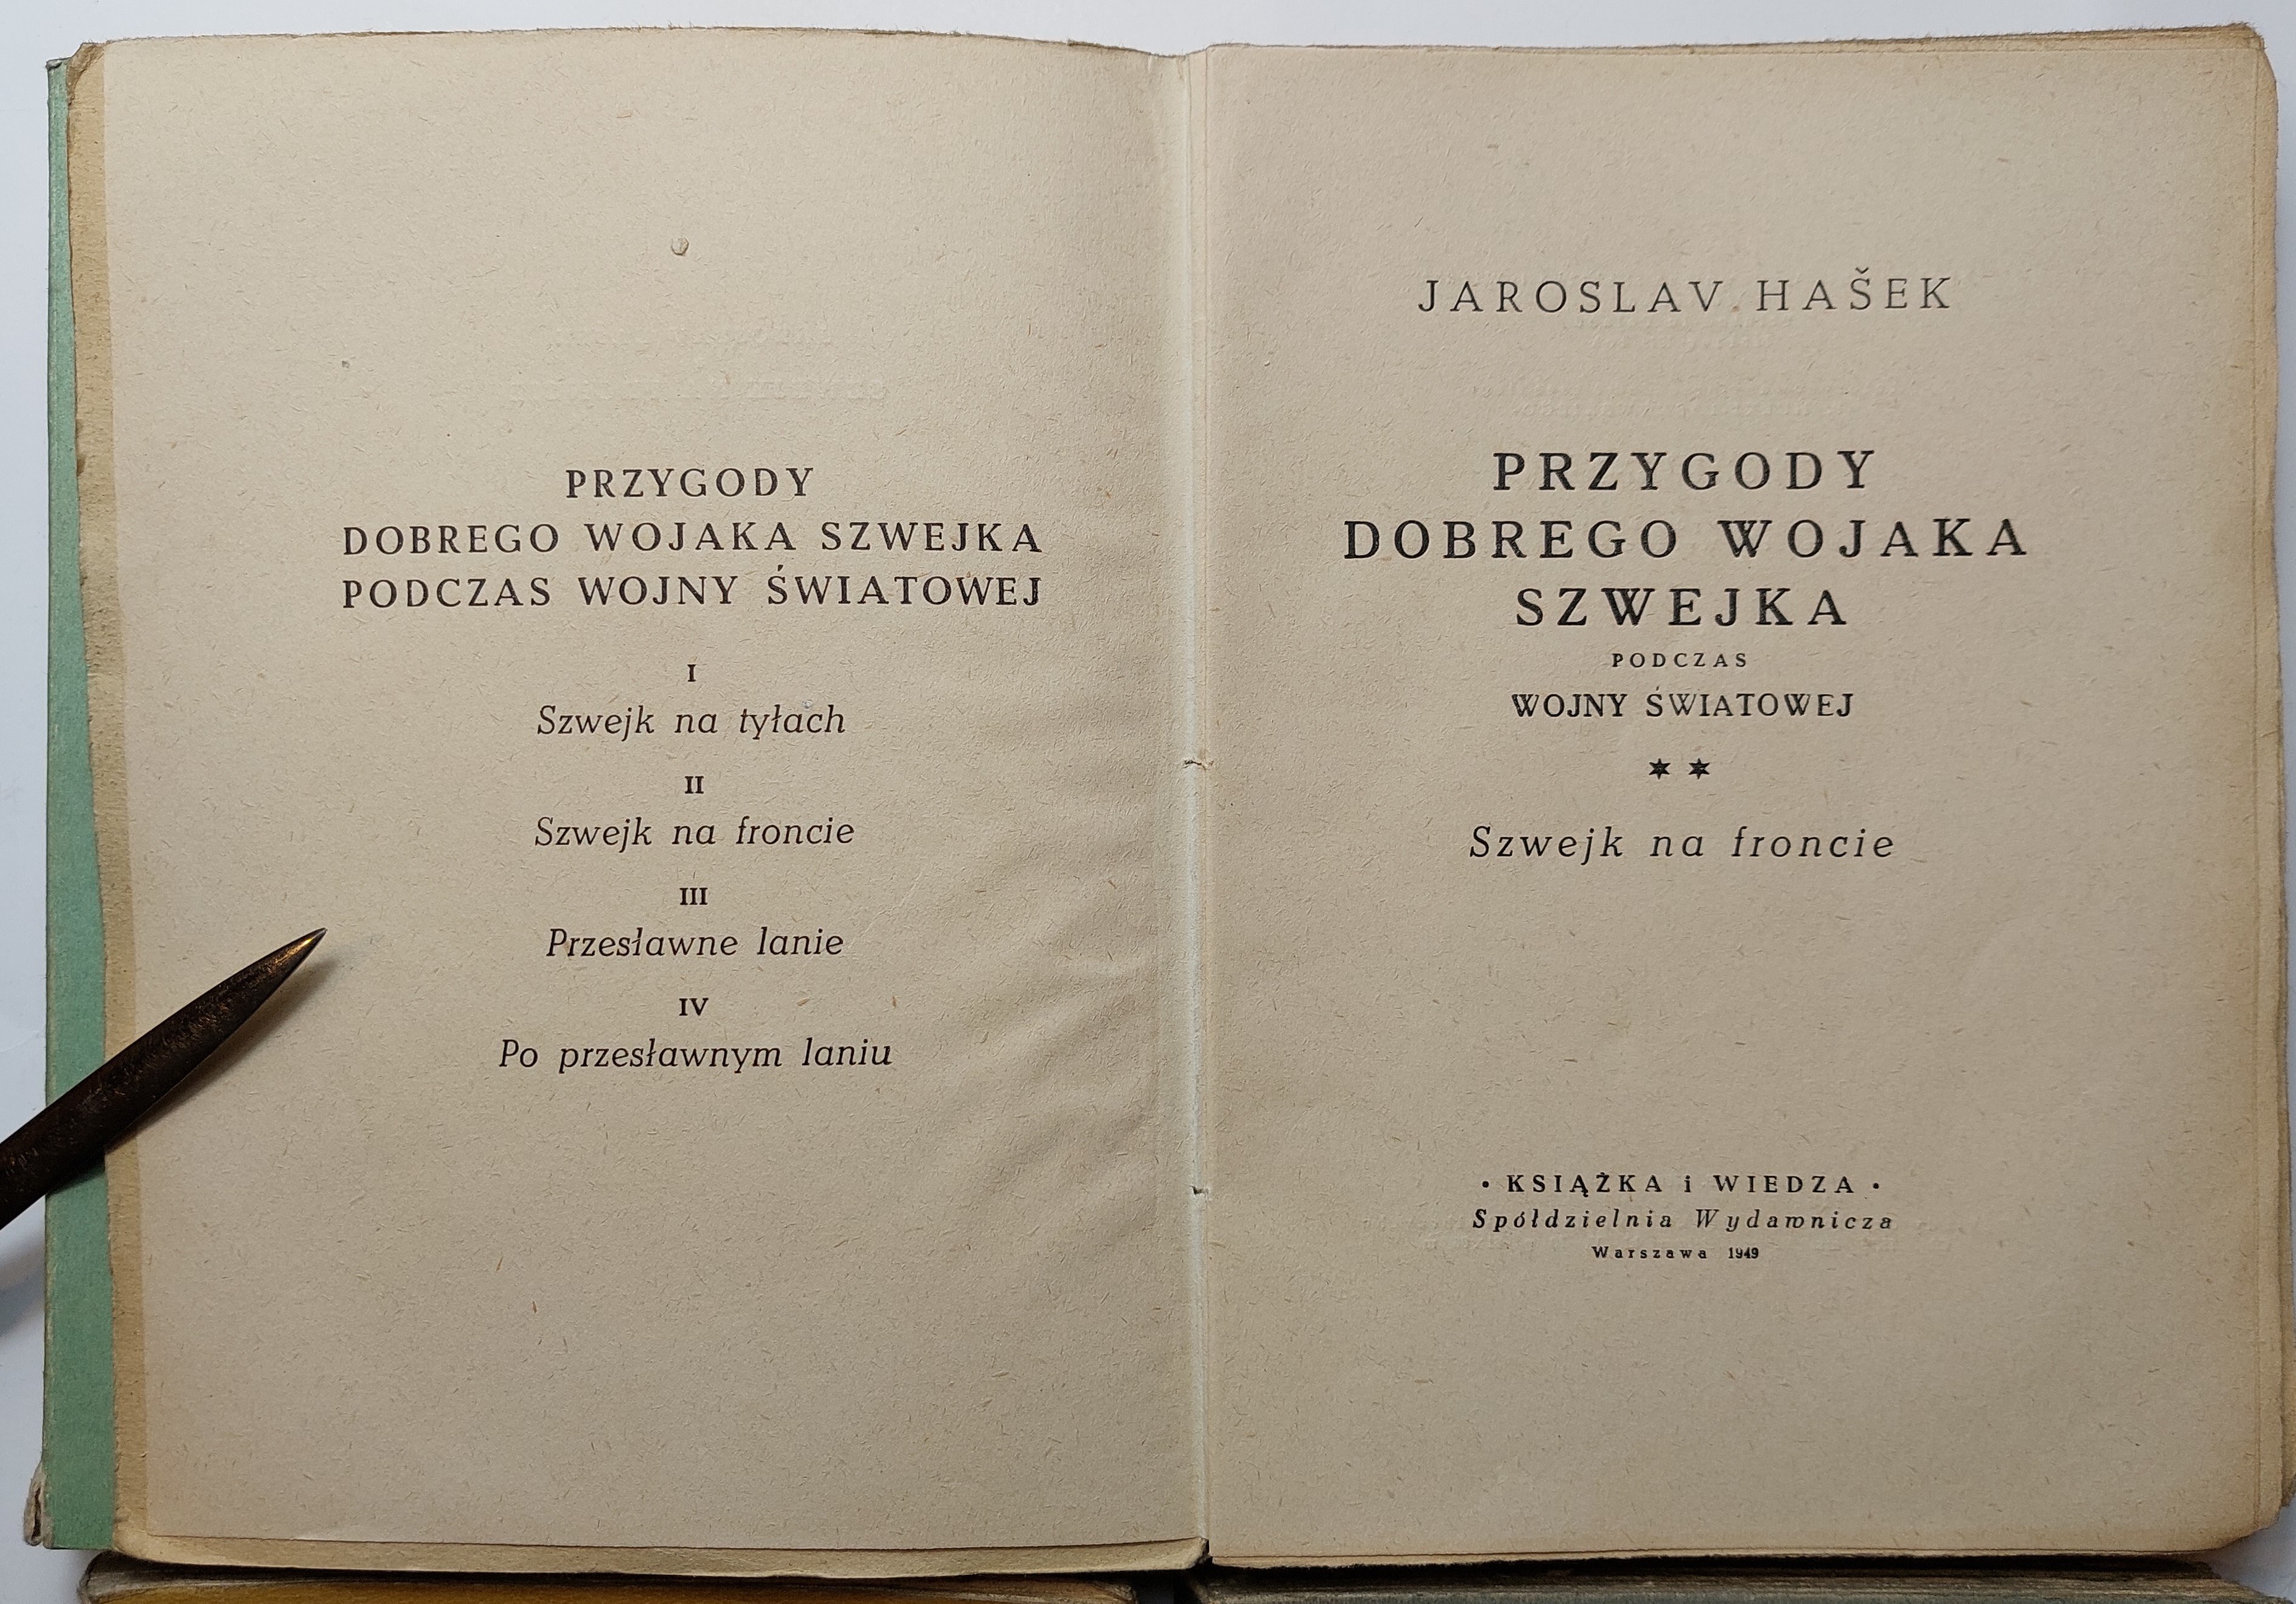 PRZYGODY
DOBREGO WOJAKA SZWEJKA
PODCZAS WOJNY ŚWIATOWEJ
I
Szwejk na tyłach
II
Szwejk na froncie
III
Przesławne lanie
IV
Po przesławnym laniu
JAROSLAV HAŠEK
PRZYGODY
DOBREGO WOJAKA
SZWEJKA
PODCZAS
WOJNY ŚWIATOWEJ
✶ ✶
Szwejk na froncie
• KSIĄŻKA i WIEDZA •
Spółdzielnia Wydawnicza
Warszawa 1949